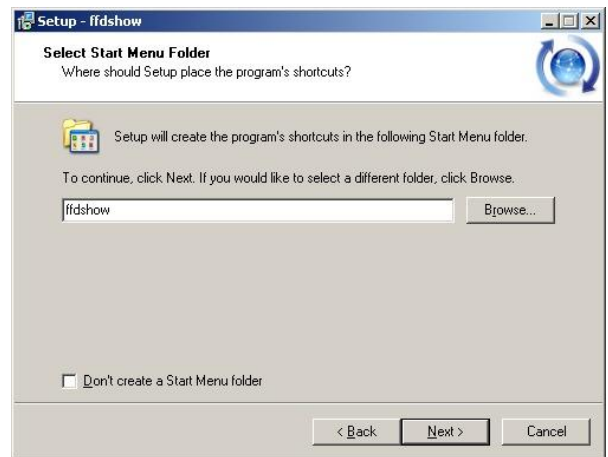 Setup - ffdshow
Select Start Menu Folder
Where should Setup place the program's shortcuts?
Setup will create the program's shortcuts in the following Start Menu folder.
To continue, click Next. If you would like to select a different folder, click Browse.
ffdshow
Browse...
Don't create a Start Menu folder
< Back
Next >
Cancel